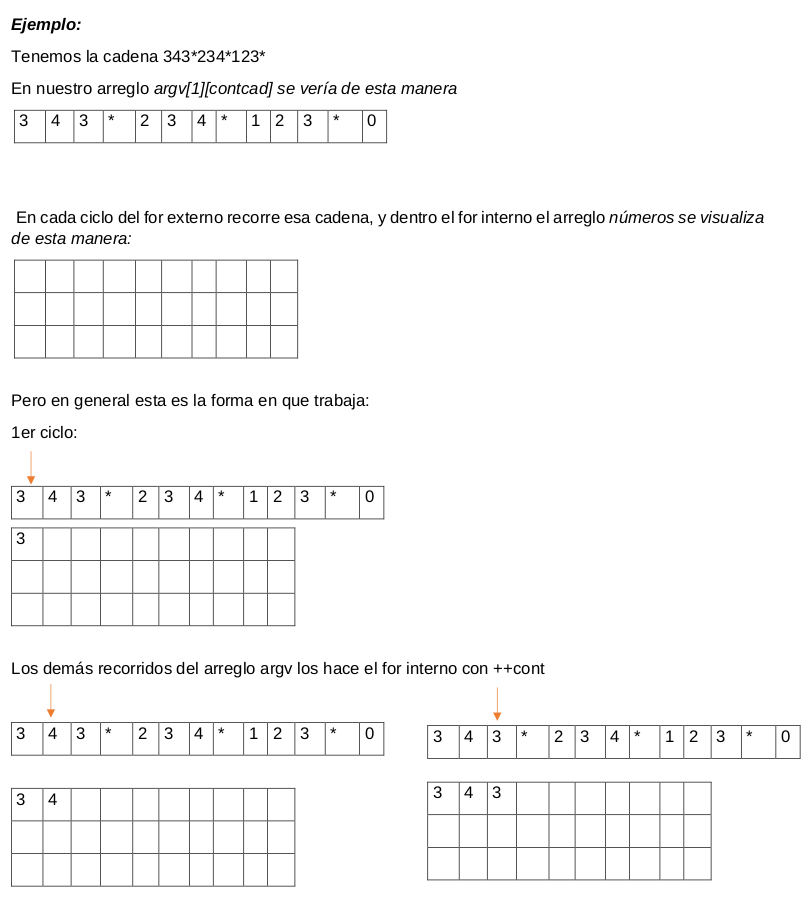 Ejemplo:
Tenemos la cadena 343*234*123*
En nuestro arreglo argv[1][contcad] se vería de esta manera
3 4 3 * 2 3 4 * 1 2 3 * 0
En cada ciclo del for externo recorre esa cadena, y dentro el for interno el arreglo números se visualiza
de esta manera:
Pero en general esta es la forma en que trabaja:
1er ciclo:
3 4 3 * 2 3 4 * 1 2 3 * 0
3
Los demás recorridos del arreglo argv los hace el for interno con ++cont
3 4 3 * 2 3 4 * 1 2 3 * 0
3 4
3 4 3 * 2 3 4 * 1 2 3 * 0
3 4 3